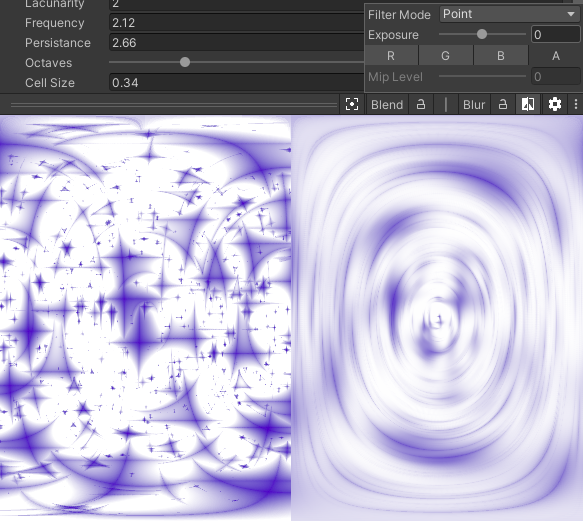 Lacunarity 2
Frequency 2.12
Persistance 2.66
Octaves
Cell Size 0.34
Filter Mode Point
Exposure 0
R G B A
Mip Level 0
Blend Blur